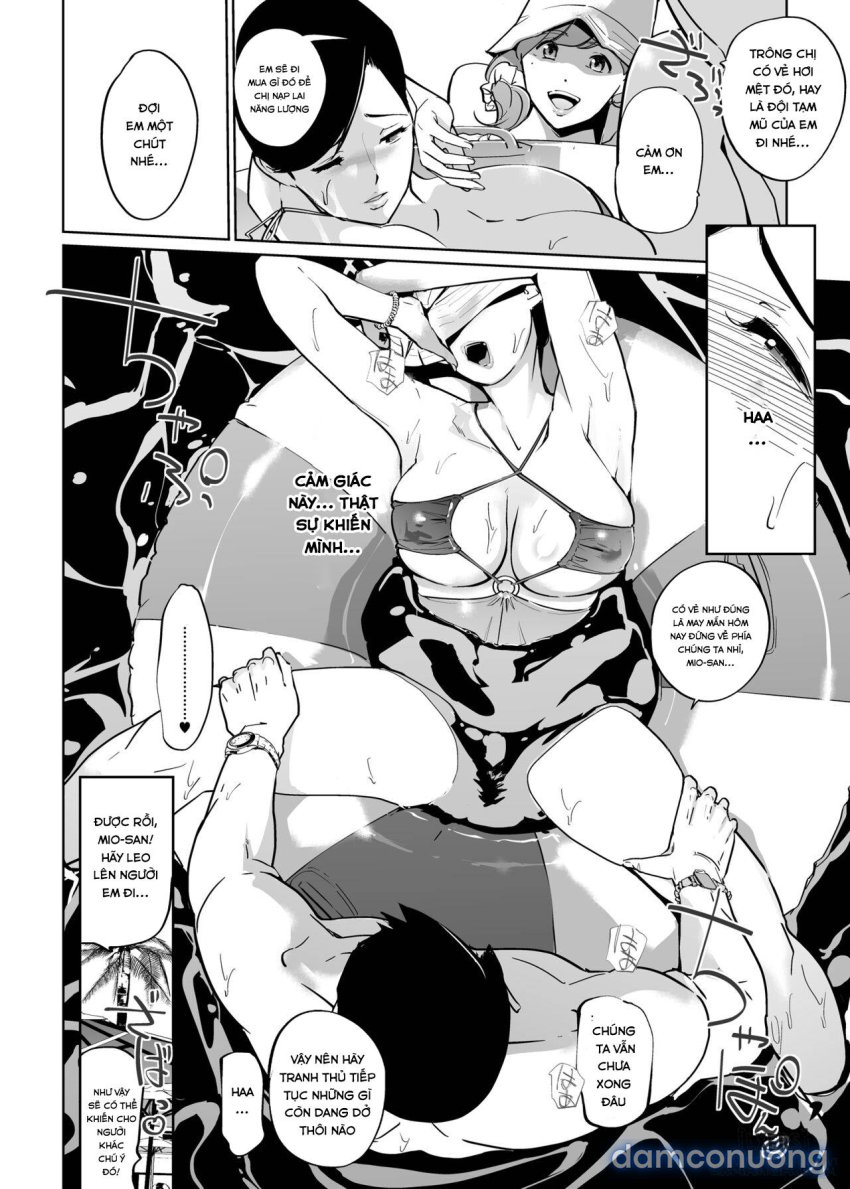 TRÔNG CHỊ
CÓ VẺ HƠI
MỆT ĐÓ, HAY
LÀ ĐỘI TẠM
MŨ CỦA EM
ĐI NHÉ...
CẢM ƠN
EM...
EM SẼ ĐI
MUA GÌ ĐÓ ĐỂ
CHỊ NẠP LẠI
NĂNG LƯỢNG
ĐỢI
EM MỘT
CHÚT
NHÉ...
HAA
...
CẢM GIÁC
NÀY... THẬT
SỰ KHIẾN
MÌNH...
CÓ VẺ NHƯ ĐÚNG
LÀ MAY MẮN HÔM
NAY ĐỨNG VỀ PHÍA
CHÚNG TA NHỈ,
MIO-SAN...
CHÚNG
TA VẪN
CHƯA
XONG
ĐÂU
VẬY NÊN HÃY
TRANH THỦ TIẾP
TỤC NHỮNG GÌ
CÒN DANG DỞ
THÔI NÀO
HAA
...
ĐƯỢC RỒI,
MIO-SAN!
HÃY LEO
LÊN NGƯỜI
EM ĐI...
NHƯ VẬY
SẼ CÓ THỂ
KHIẾN CHO
NGƯỜI
KHÁC
CHÚ Ý
ĐÓ!
damconuong